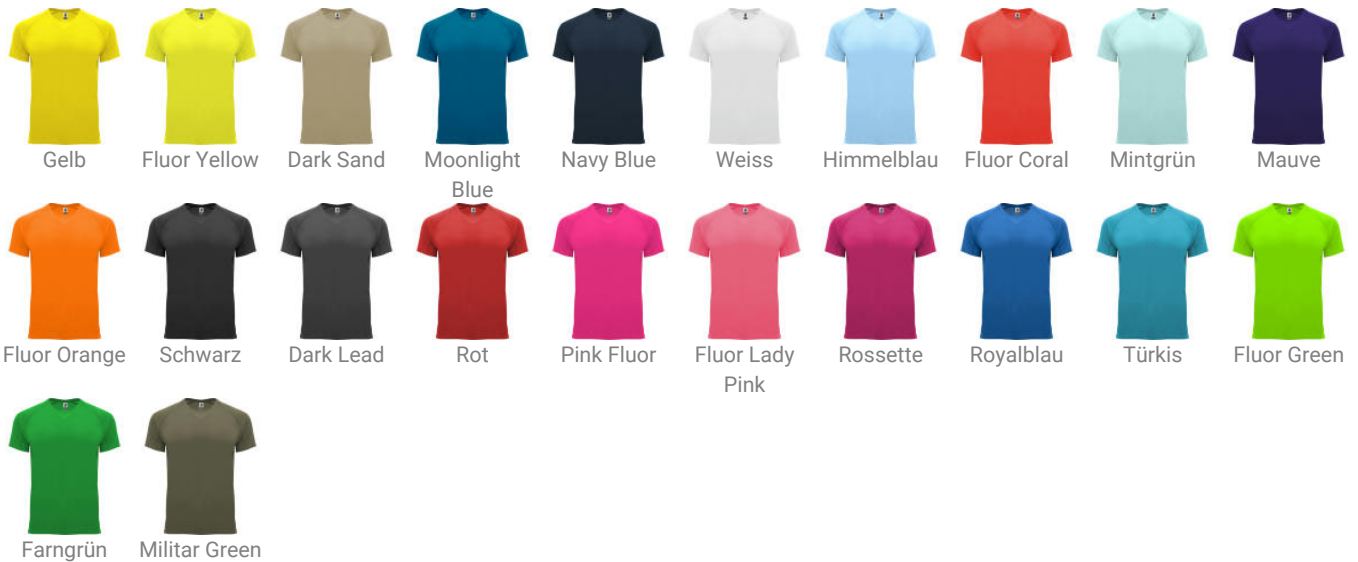 Gelb
Fluor Yellow
Dark Sand
Moonlight
Blue
Navy Blue
Weiss
Himmelblau
Fluor Coral
Mintgrün
Mauve
Fluor Orange
Schwarz
Dark Lead
Rot
Pink Fluor
Fluor Lady
Pink
Rossette
Royalblau
Türkis
Fluor Green
Farngrün
Militar Green